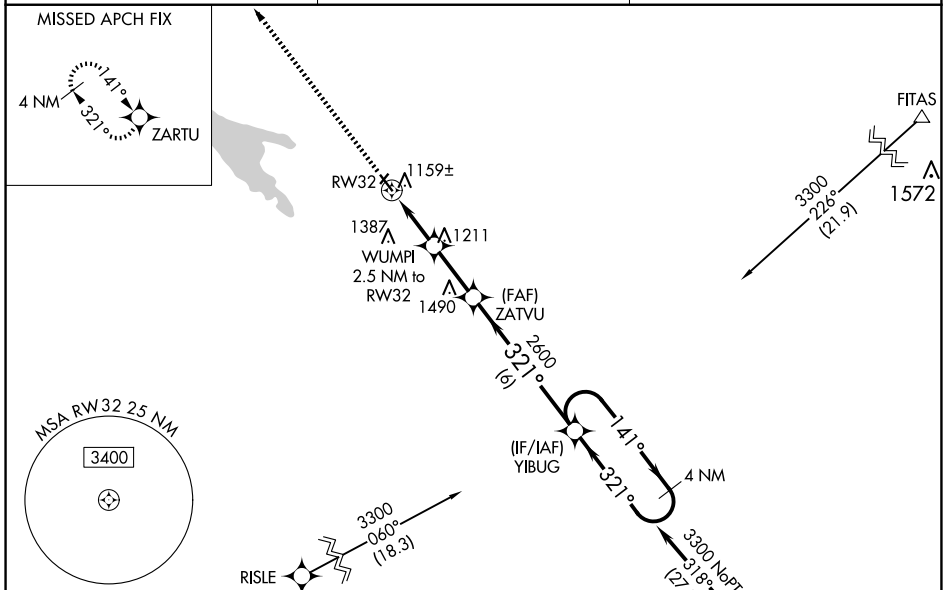 MISSED APCH FIX
4 NM
141°
321°
ZARTU
FITAS
1572
3300
226°
(21.9)
RW32
1159±
1387
1211
WUMPI
2.5 NM to
RW32
1490
(FAF)
ZATVU
2600
321°
(6)
(IF/IAF)
YIBUG
141°
321°
4 NM
MSA RW32 25 NM
3400
3300
060°
(18.3)
RISLE
3300 NoPT
318°
(27